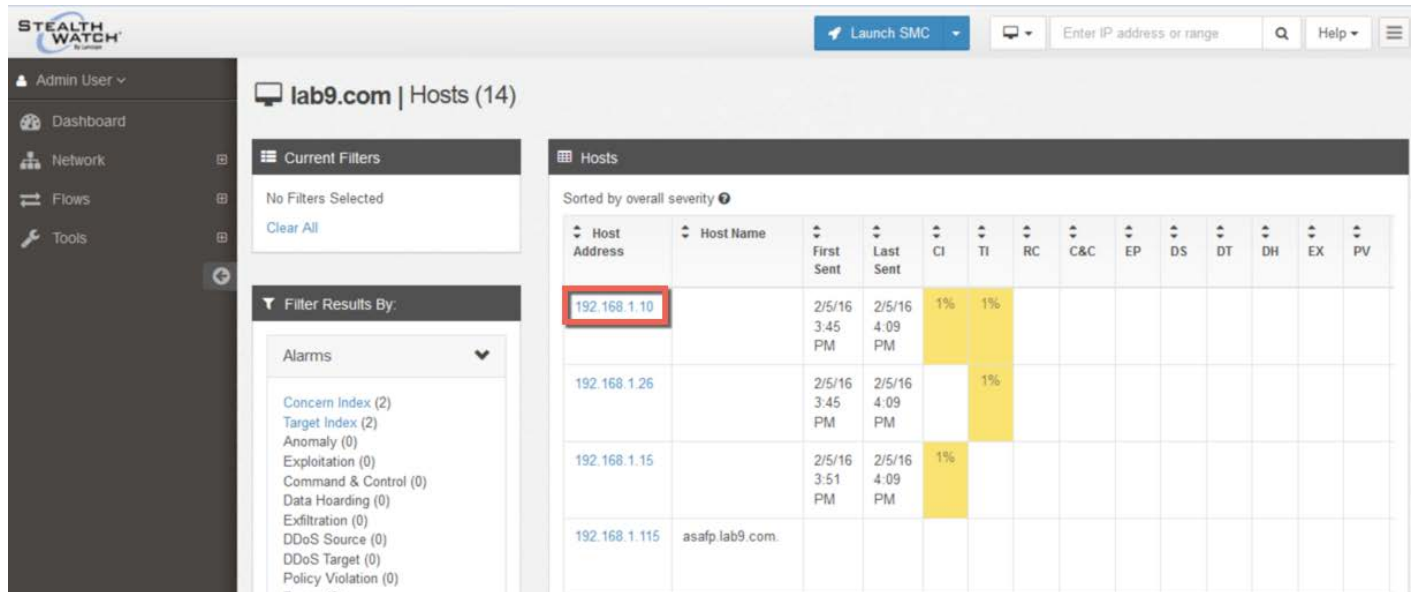 STEALTH
WATCH
By Lancope
Launch SMC
Enter IP address or range
Help
Admin User
Dashboard
Network
Flows
Tools
lab9.com | Hosts (14)
Current Filters
No Filters Selected
Clear All
Filter Results By:
Alarms
Concern Index (2)
Target Index (2)
Anomaly (0)
Exploitation (0)
Command & Control (0)
Data Hoarding (0)
Exfiltration (0)
DDoS Source (0)
DDoS Target (0)
Policy Violation (0)
Hosts
Sorted by overall severity
Host Address Host Name First Sent Last Sent CI TI RC C&C EP DS DT DH EX PV
192.168.1.10 2/5/16 3:45 PM 2/5/16 4:09 PM 1% 1%
192.168.1.26 2/5/16 3:45 PM 2/5/16 4:09 PM 1%
192.168.1.15 2/5/16 3:51 PM 2/5/16 4:09 PM 1%
192.168.1.115 asafp.lab9.com.